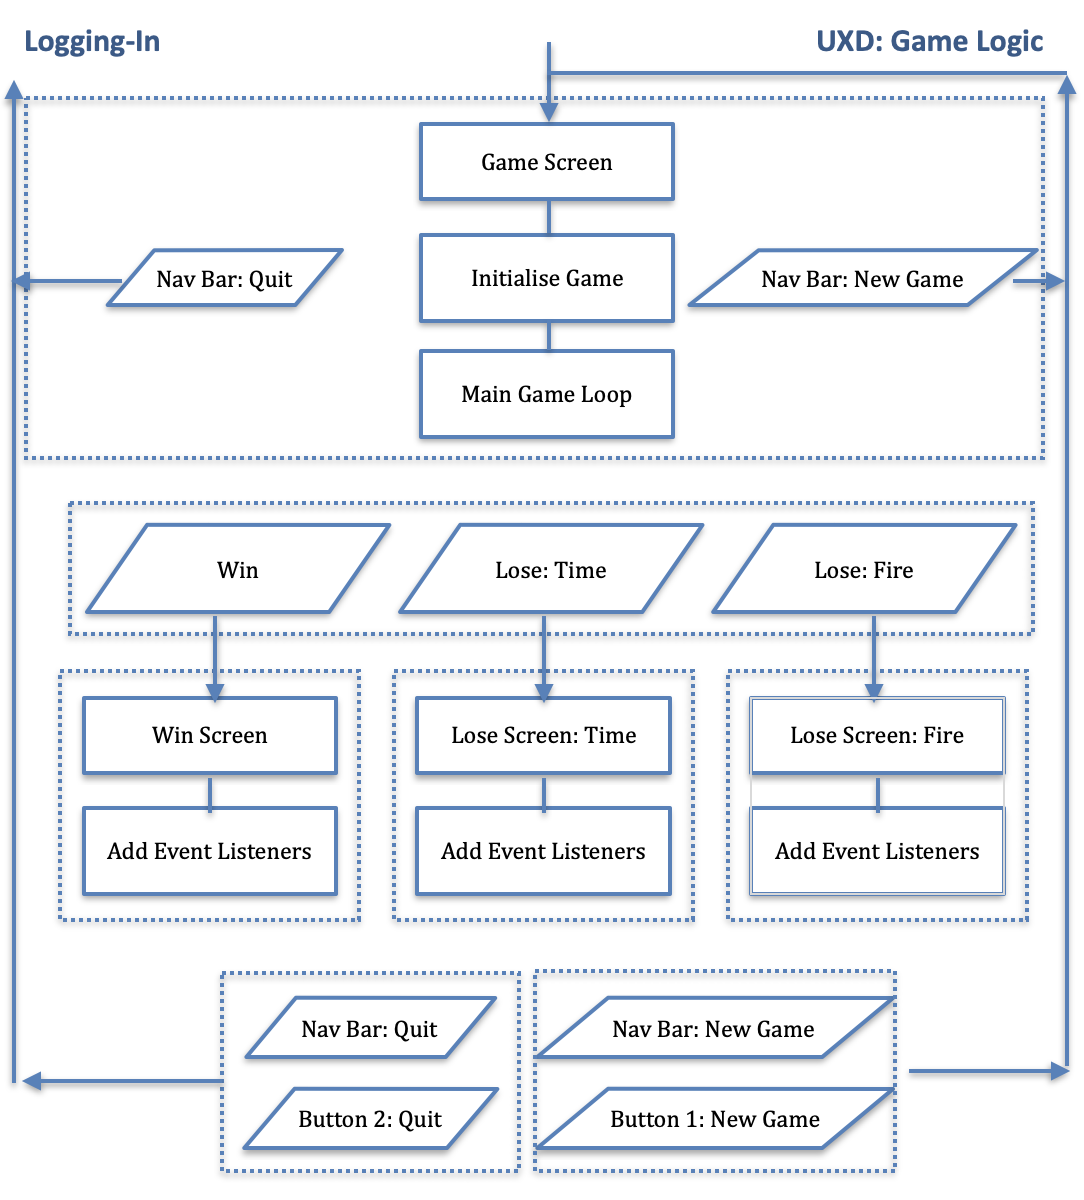 Logging-In
UXD: Game Logic
Game Screen
Nav Bar: Quit
Initialise Game
Nav Bar: New Game
Main Game Loop
Win
Lose: Time
Lose: Fire
Win Screen
Lose Screen: Time
Lose Screen: Fire
Add Event Listeners
Add Event Listeners
Add Event Listeners
Nav Bar: Quit
Nav Bar: New Game
Button 2: Quit
Button 1: New Game